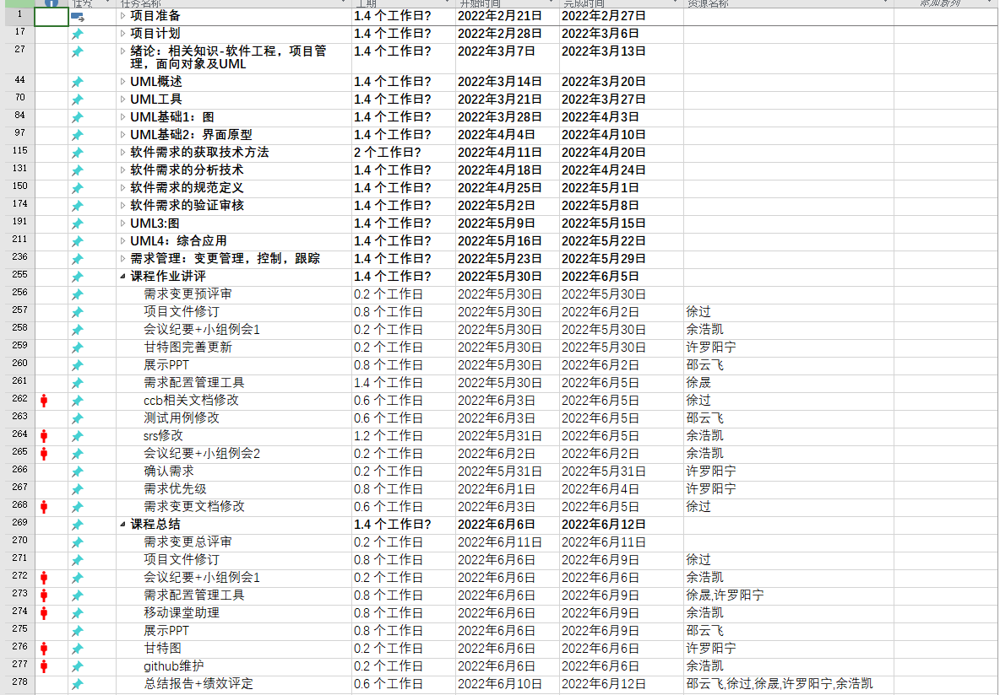 任务 任务名称 工期 开始时间 完成时间 资源名称 添加新列
1 项目准备 1.4 个工作日? 2022年2月21日 2022年2月27日
17 项目计划 1.4 个工作日? 2022年2月28日 2022年3月6日
27 绪论：相关知识-软件工程，项目管 1.4 个工作日? 2022年3月7日 2022年3月13日
理，面向对象及UML
44 UML概述 1.4 个工作日? 2022年3月14日 2022年3月20日
70 UML工具 1.4 个工作日? 2022年3月21日 2022年3月27日
84 UML基础1：图 1.4 个工作日? 2022年3月28日 2022年4月3日
97 UML基础2：界面原型 1.4 个工作日? 2022年4月4日 2022年4月10日
115 软件需求的获取技术方法 2 个工作日? 2022年4月11日 2022年4月20日
131 软件需求的分析技术 1.4 个工作日? 2022年4月18日 2022年4月24日
150 软件需求的规范定义 1.4 个工作日? 2022年4月25日 2022年5月1日
174 软件需求的验证审核 1.4 个工作日? 2022年5月2日 2022年5月8日
191 UML3:图 1.4 个工作日? 2022年5月9日 2022年5月15日
211 UML4：综合应用 1.4 个工作日? 2022年5月16日 2022年5月22日
236 需求管理：变更管理，控制，跟踪 1.4 个工作日? 2022年5月23日 2022年5月29日
255 课程作业讲评 1.4 个工作日? 2022年5月30日 2022年6月5日
256 需求变更预评审 0.2 个工作日 2022年5月30日 2022年5月30日
257 项目文件修订 0.8 个工作日 2022年5月30日 2022年6月2日 徐过
258 会议纪要+小组例会1 0.2 个工作日 2022年5月30日 2022年5月30日 余浩凯
259 甘特图完善更新 0.2 个工作日 2022年5月30日 2022年5月30日 许罗阳宁
260 展示PPT 0.8 个工作日 2022年5月30日 2022年6月2日 邵云飞
261 需求配置管理工具 1.4 个工作日 2022年5月30日 2022年6月5日 徐晟
262 ccb相关文档修改 0.6 个工作日 2022年6月3日 2022年6月5日 徐过
263 测试用例修改 0.6 个工作日 2022年6月3日 2022年6月5日 邵云飞
264 srs修改 1.2 个工作日 2022年5月31日 2022年6月5日 余浩凯
265 会议纪要+小组例会2 0.2 个工作日 2022年6月2日 2022年6月2日 余浩凯
266 确认需求 0.2 个工作日 2022年5月31日 2022年5月31日 许罗阳宁
267 需求优先级 0.8 个工作日 2022年6月1日 2022年6月4日 许罗阳宁
268 需求变更文档修改 0.6 个工作日 2022年6月3日 2022年6月5日 徐过
269 课程总结 1.4 个工作日? 2022年6月6日 2022年6月12日
270 需求变更总评审 0.2 个工作日 2022年6月11日 2022年6月11日
271 项目文件修订 0.8 个工作日 2022年6月6日 2022年6月9日 徐过
272 会议纪要+小组例会1 0.2 个工作日 2022年6月6日 2022年6月6日 余浩凯
273 需求配置管理工具 0.8 个工作日 2022年6月6日 2022年6月9日 徐晟,许罗阳宁
274 移动课堂助理 0.8 个工作日 2022年6月6日 2022年6月9日 余浩凯
275 展示PPT 0.8 个工作日 2022年6月6日 2022年6月9日 邵云飞
276 甘特图 0.2 个工作日 2022年6月6日 2022年6月6日 许罗阳宁
277 github维护 0.2 个工作日 2022年6月6日 2022年6月6日 余浩凯
278 总结报告+绩效评定 0.6 个工作日 2022年6月10日 2022年6月12日 邵云飞,徐过,徐晟,许罗阳宁,余浩凯